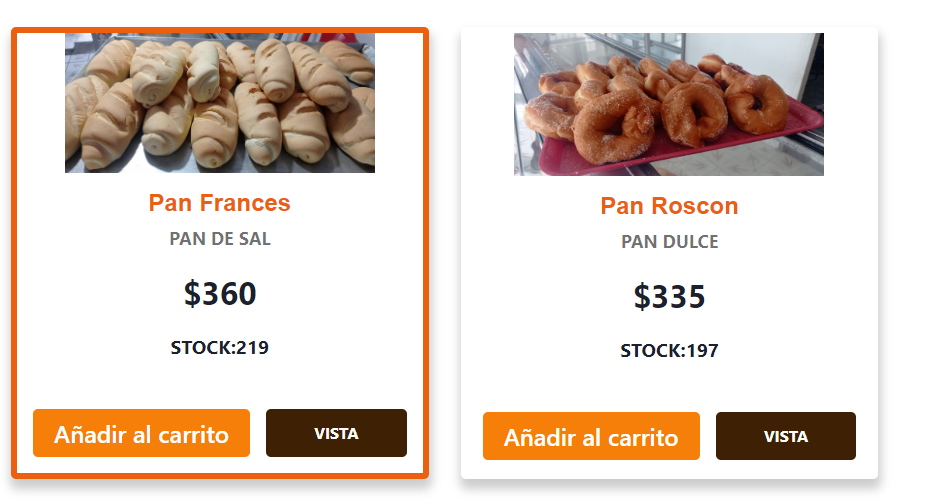 Pan Frances
PAN DE SAL
$360
STOCK:219
Añadir al carrito
VISTA
Pan Roscon
PAN DULCE
$335
STOCK:197
Añadir al carrito
VISTA